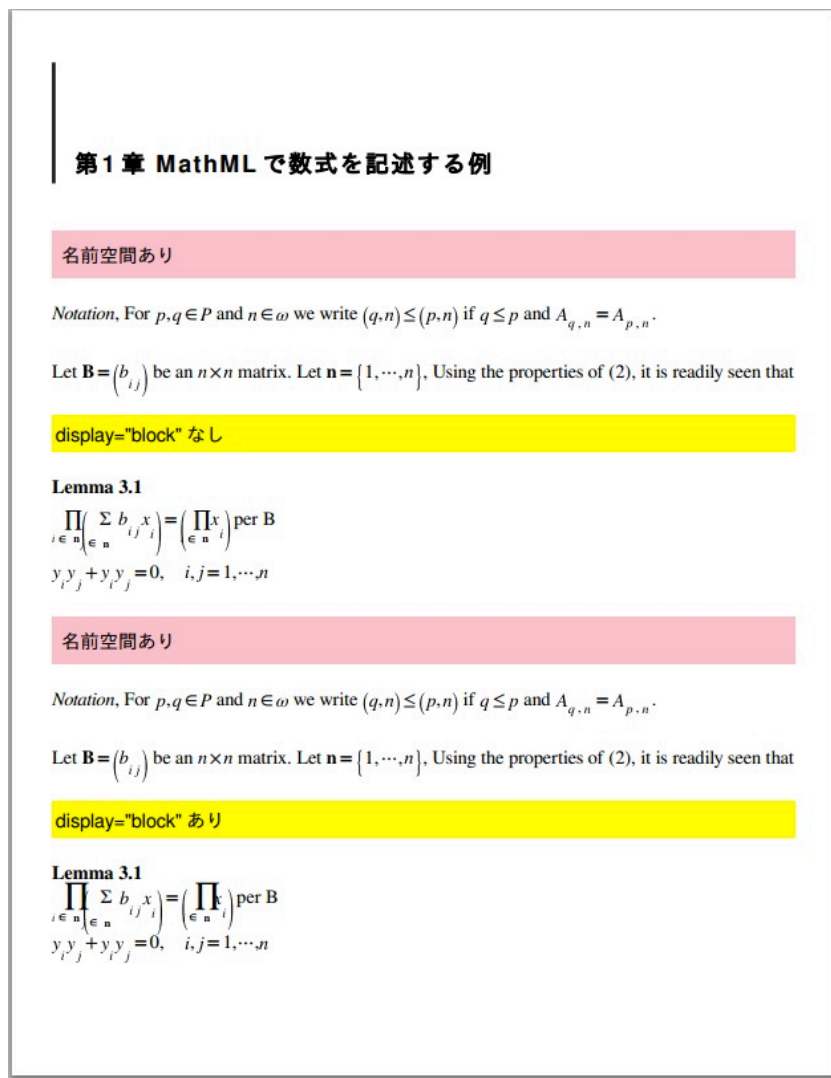 第1章 MathMLで数式を記述する例
名前空間あり
Notation, For p,q∈P and n∈ω we write (q,n)≤(p,n) if q≤p and A_{q,n}=A_{p,n}.
Let B=(b_{ij}) be an n×n matrix. Let n={1,⋯,n}, Using the properties of (2), it is readily seen that
display="block" なし
Lemma 3.1
∏_{i∈n}(Σ_{∈n} b_{ij}x_i)=(∏_{∈n}x_i) per B
y_iy_j+y_iy_j=0, i,j=1,⋯,n
名前空間あり
Notation, For p,q∈P and n∈ω we write (q,n)≤(p,n) if q≤p and A_{q,n}=A_{p,n}.
Let B=(b_{ij}) be an n×n matrix. Let n={1,⋯,n}, Using the properties of (2), it is readily seen that
display="block" あり
Lemma 3.1
∏_{i∈n}(Σ_{∈n} b_{ij}x_i)=(∏_{∈n}x_i) per B
y_iy_j+y_iy_j=0, i,j=1,⋯,n